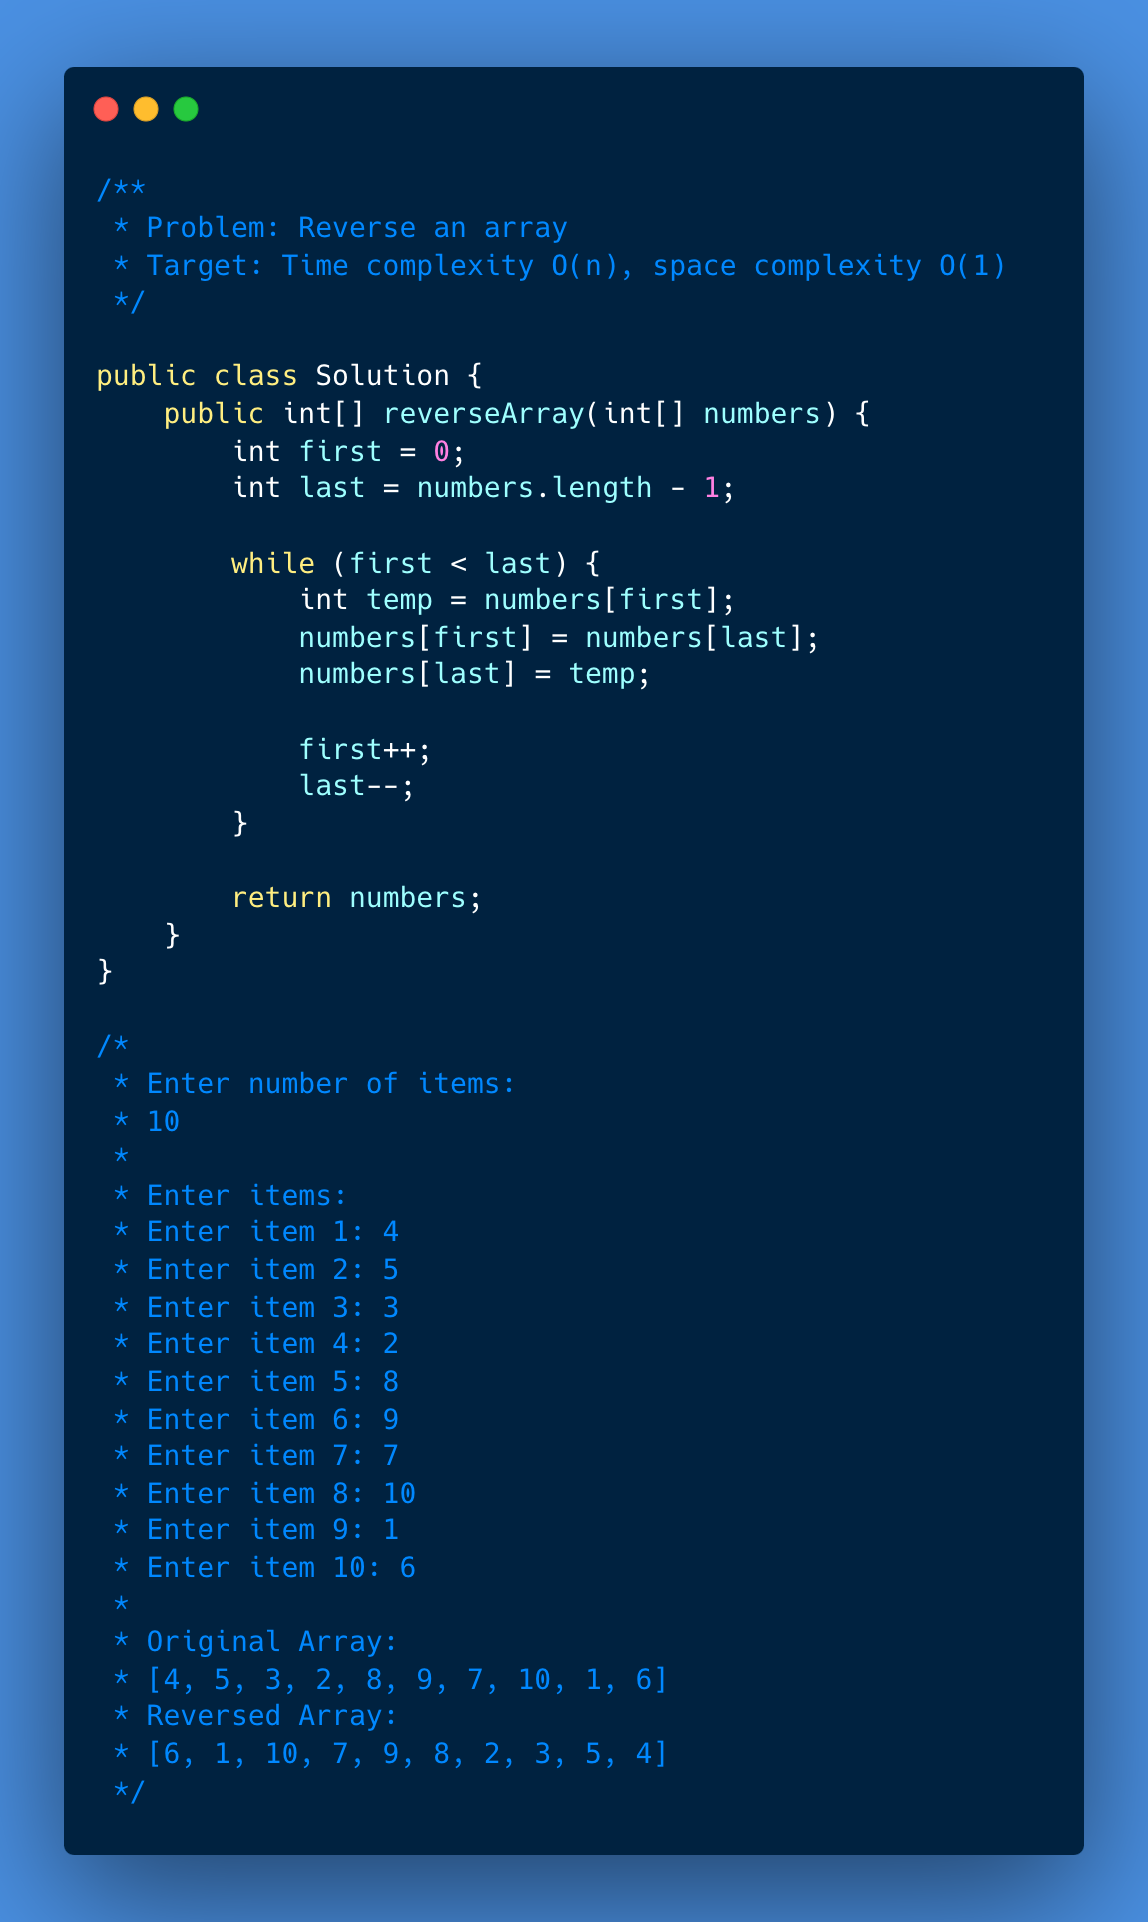 /**
 * Problem: Reverse an array
 * Target: Time complexity O(n), space complexity O(1)
 */

public class Solution {
    public int[] reverseArray(int[] numbers) {
        int first = 0;
        int last = numbers.length - 1;

        while (first < last) {
            int temp = numbers[first];
            numbers[first] = numbers[last];
            numbers[last] = temp;

            first++;
            last--;
        }

        return numbers;
    }
}

/*
 * Enter number of items:
 * 10
 *
 * Enter items:
 * Enter item 1: 4
 * Enter item 2: 5
 * Enter item 3: 3
 * Enter item 4: 2
 * Enter item 5: 8
 * Enter item 6: 9
 * Enter item 7: 7
 * Enter item 8: 10
 * Enter item 9: 1
 * Enter item 10: 6
 *
 * Original Array:
 * [4, 5, 3, 2, 8, 9, 7, 10, 1, 6]
 * Reversed Array:
 * [6, 1, 10, 7, 9, 8, 2, 3, 5, 4]
 */